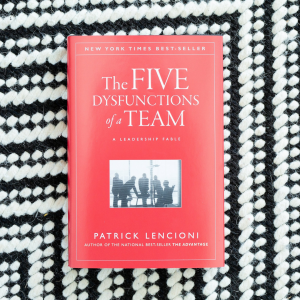 NEW YORK TIMES BEST-SELLER
The FIVE
DYSFUNCTIONS
of a TEAM
A LEADERSHIP FABLE
PATRICK LENCIONI
AUTHOR OF THE NATIONAL BEST-SELLER THE ADVANTAGE